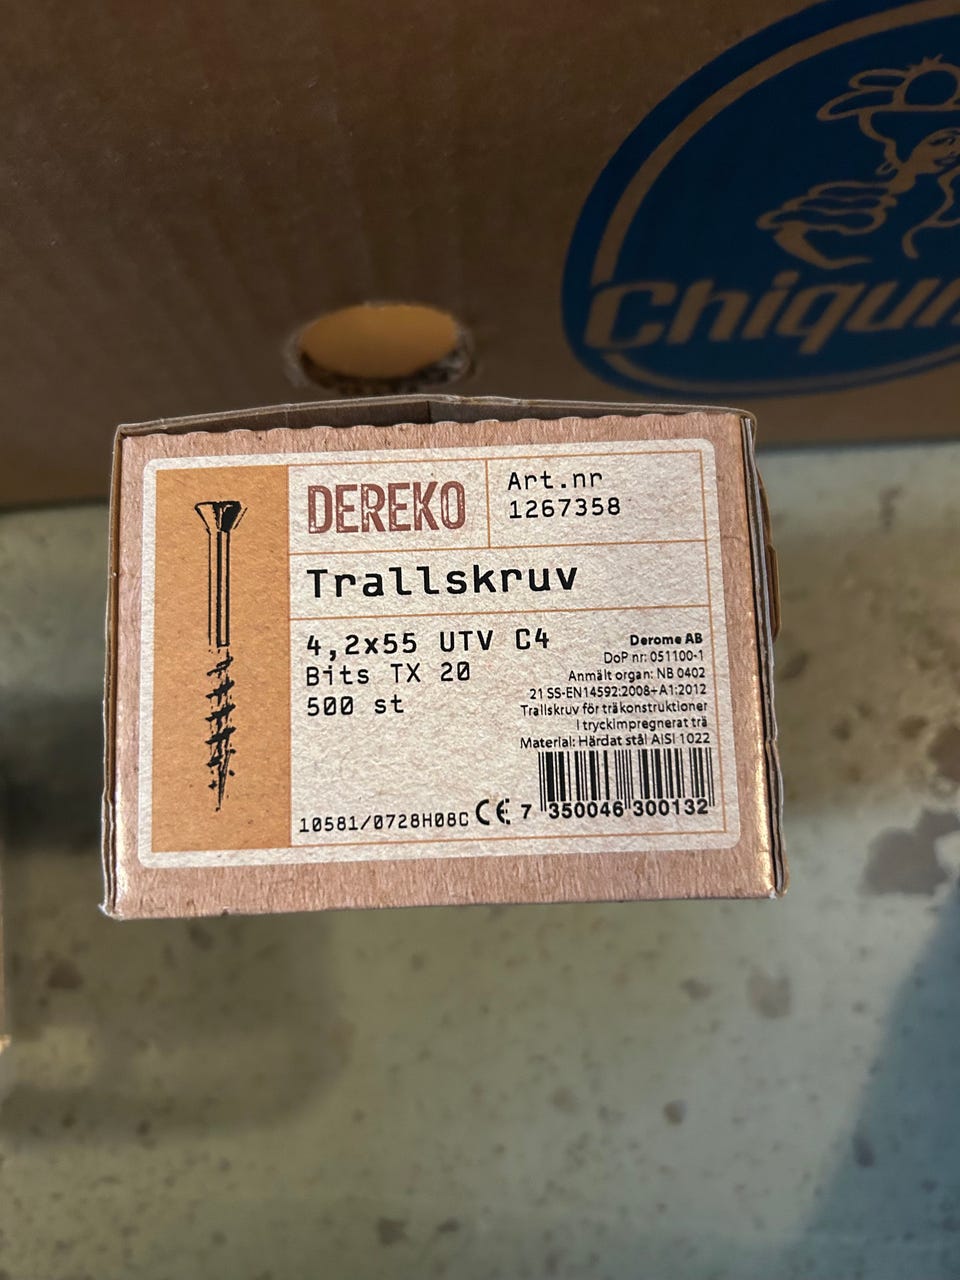 Chiqu
DEREKO
Art.nr
1267358
Trallskruv
4,2x55 UTV C4
Bits TX 20
500 st
Derome AB
DoP nr: 051100-1
Anmält organ: NB 0402
21 SS-EN14592:2008+A1:2012
Trallskruv för träkonstruktioner
i tryckimpregnerat trä
Material: Härdat stål AISI 1022
10581/0728H08C CE 7 350046 300132